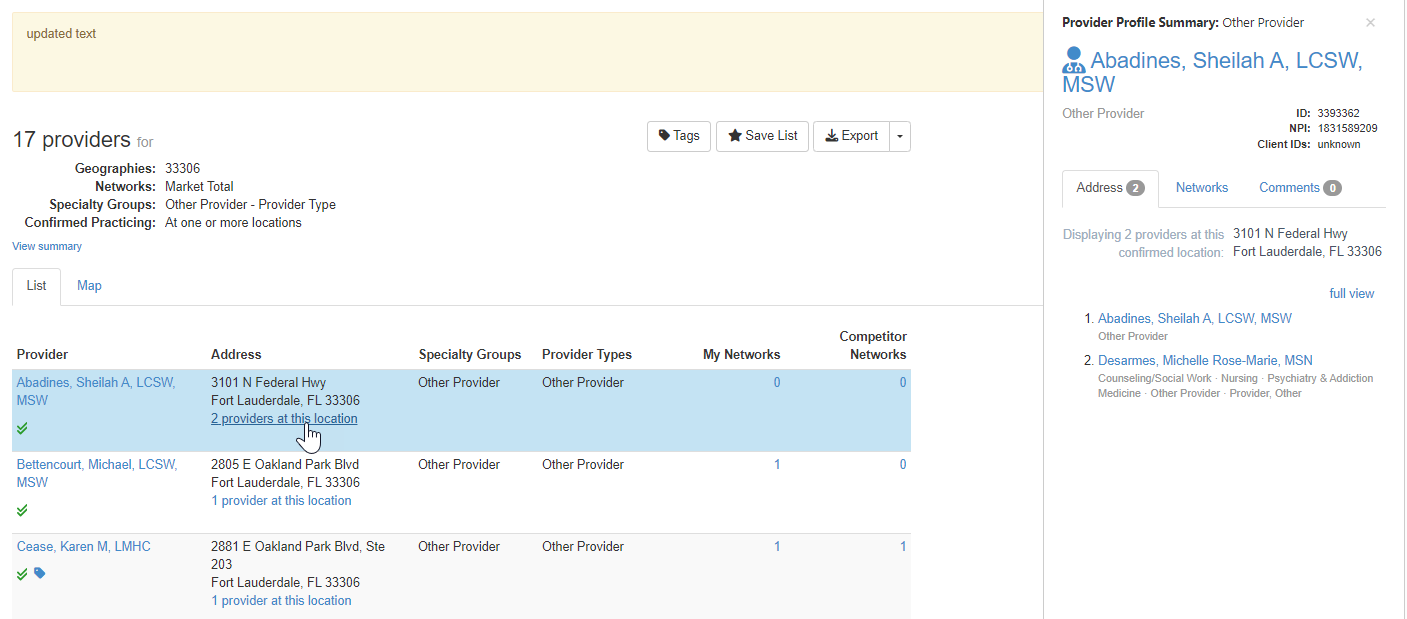 updated text
17 providers for
Tags
Save List
Export
Geographies: 33306
Networks: Market Total
Specialty Groups: Other Provider - Provider Type
Confirmed Practicing: At one or more locations
View summary
List
Map
Provider
Address
Specialty Groups
Provider Types
My Networks
Competitor
Networks
Abadines, Sheilah A, LCSW,
MSW
3101 N Federal Hwy
Fort Lauderdale, FL 33306
2 providers at this location
Other Provider
Other Provider
0
0
Bettencourt, Michael, LCSW,
MSW
2805 E Oakland Park Blvd
Fort Lauderdale, FL 33306
1 provider at this location
Other Provider
Other Provider
1
0
Cease, Karen M, LMHC
2881 E Oakland Park Blvd, Ste
203
Fort Lauderdale, FL 33306
1 provider at this location
Other Provider
Other Provider
1
1
Provider Profile Summary: Other Provider
Abadines, Sheilah A, LCSW,
MSW
Other Provider
ID: 3393362
NPI: 1831589209
Client IDs: unknown
Address 2
Networks
Comments 0
Displaying 2 providers at this
confirmed location:
3101 N Federal Hwy
Fort Lauderdale, FL 33306
full view
1. Abadines, Sheilah A, LCSW, MSW
Other Provider
2. Desarmes, Michelle Rose-Marie, MSN
Counseling/Social Work · Nursing · Psychiatry & Addiction
Medicine · Other Provider · Provider, Other